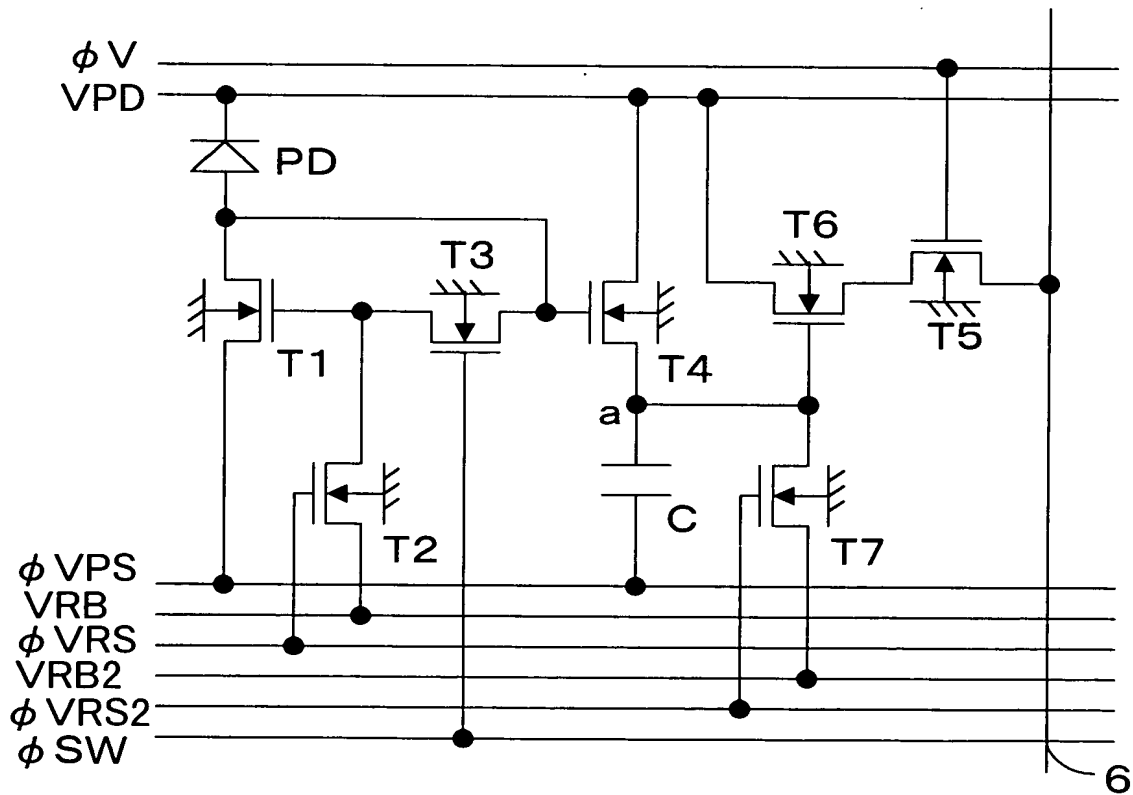 φV
VPD
PD
T3
T6
T1
T4
T5
a
C
T2
T7
φVPS
VRB
φVRS
VRB2
φVRS2
φSW
6